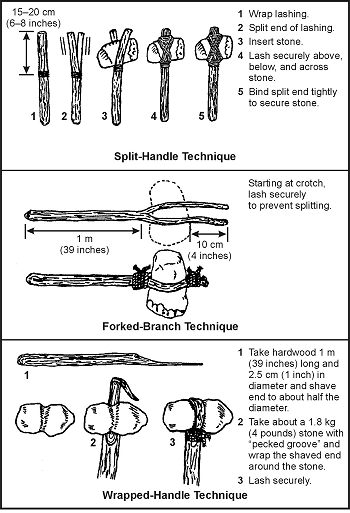 15–20 cm
(6–8 inches)
1 2 3 4 5
1 Wrap lashing.
2 Split end of lashing.
3 Insert stone.
4 Lash securely above,
below, and across
stone.
5 Bind split end tightly
to secure stone.
Split-Handle Technique
Starting at crotch,
lash securely
to prevent splitting.
1 m
(39 inches)
10 cm
(4 inches)
Forked-Branch Technique
1
2
3
1 Take hardwood 1 m
(39 inches) long and
2.5 cm (1 inch) in
diameter and shave
end to about half the
diameter.
2 Take about a 1.8 kg
(4 pounds) stone with
“pecked groove” and
wrap the shaved end
around the stone.
3 Lash securely.
Wrapped-Handle Technique